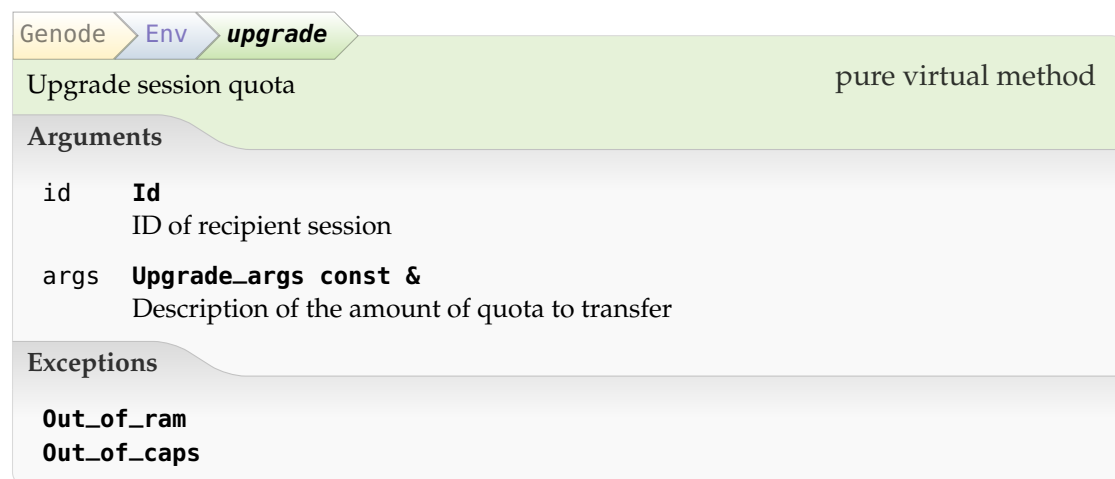 Genode Env upgrade
Upgrade session quota pure virtual method
Arguments
id Id
ID of recipient session
args Upgrade_args const &
Description of the amount of quota to transfer
Exceptions
Out_of_ram
Out_of_caps